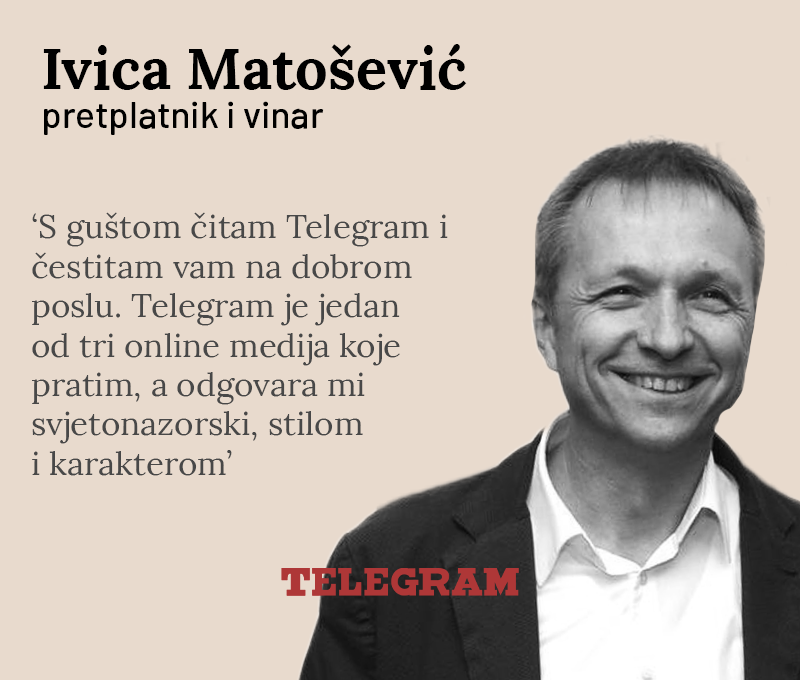 Ivica Matošević
pretplatnik i vinar
‘S guštom čitam Telegram i
čestitam vam na dobrom
poslu. Telegram je jedan
od tri online medija koje
pratim, a odgovara mi
svjetonazorski, stilom
i karakterom’
TELEGRAM